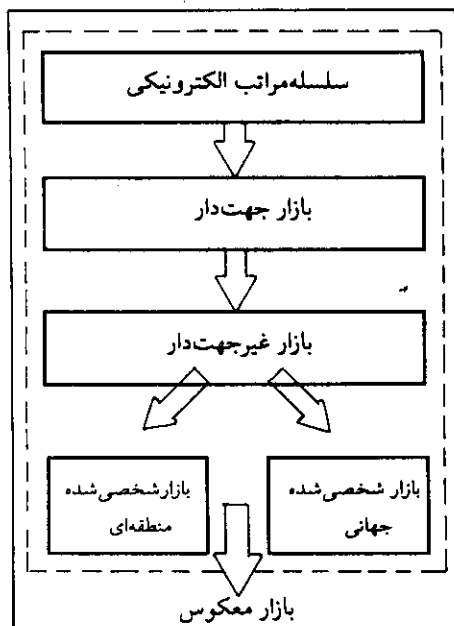 سلسله‌مراتب الکترونیکی
بازار جهت‌دار
بازار غیرجهت‌دار
بازار شخصی‌شده
جهانی
بازار شخصی‌شده
منطقه‌ای
بازار معکوس